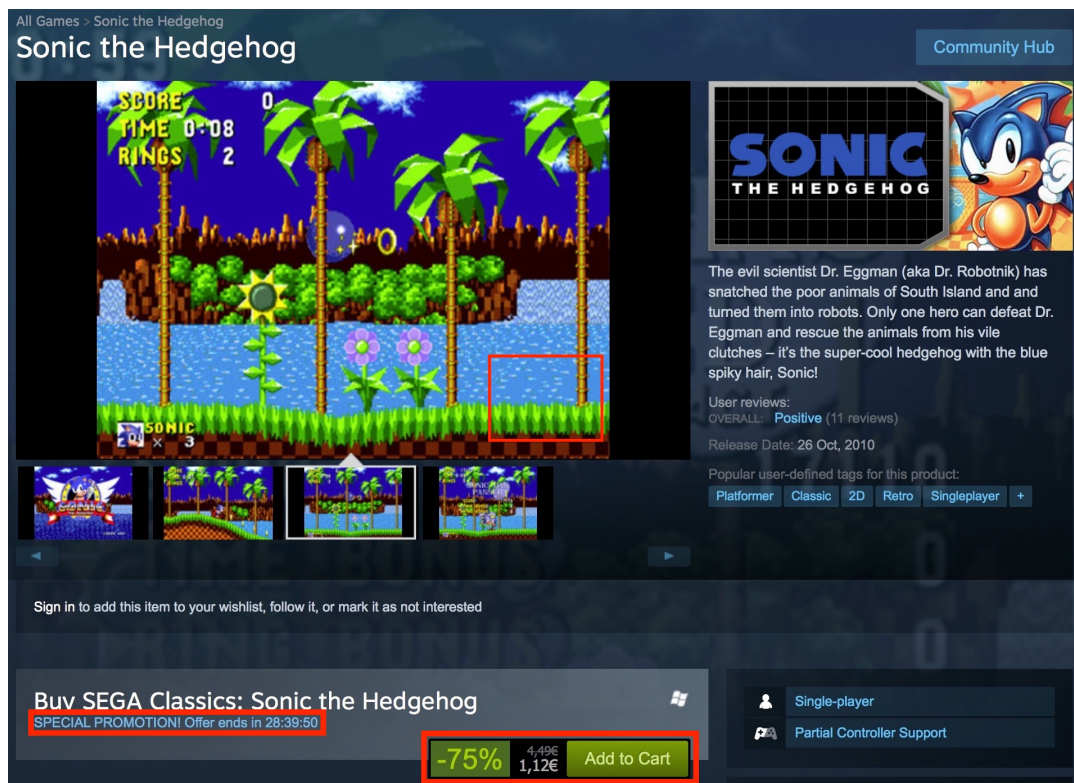 All Games > Sonic the Hedgehog
Sonic the Hedgehog
Community Hub
SCORE 0
TIME 0:08
RINGS 2
SONIC
× 3
SONIC
THE HEDGEHOG
The evil scientist Dr. Eggman (aka Dr. Robotnik) has
snatched the poor animals of South Island and and
turned them into robots. Only one hero can defeat Dr.
Eggman and rescue the animals from his vile
clutches – it's the super-cool hedgehog with the blue
spiky hair, Sonic!
User reviews:
OVERALL: Positive (11 reviews)
Release Date: 26 Oct, 2010
Popular user-defined tags for this product:
Platformer Classic 2D Retro Singleplayer +
Sign in to add this item to your wishlist, follow it, or mark it as not interested
TIME BONUS 0
RING BONUS 0
Buy SEGA Classics: Sonic the Hedgehog
SPECIAL PROMOTION! Offer ends in 28:39:50
-75% 4,49€ 1,12€ Add to Cart
Single-player
Partial Controller Support